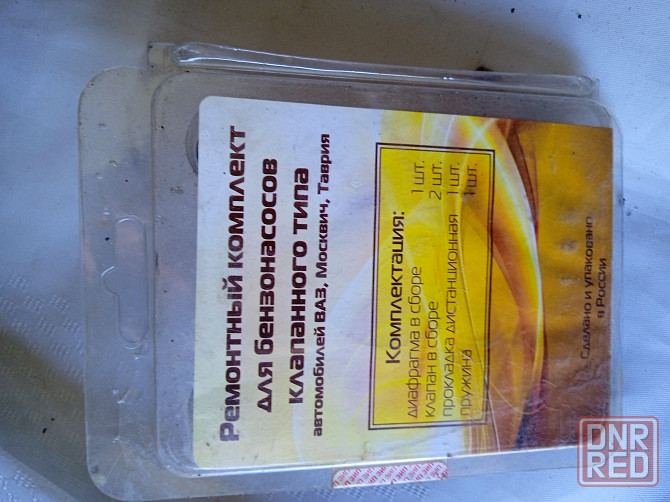 Ремонтный комплект
для бензонасосов
клапанного типа
автомобилей ВАЗ, Москвич, Таврия
Комплектация:
диафрагма в сборе 1 шт.
клапан в сборе 2 шт.
прокладка дистанционная 1 шт.
пружина 1 шт.
Сделано и упаковано
в России
DNR
RED